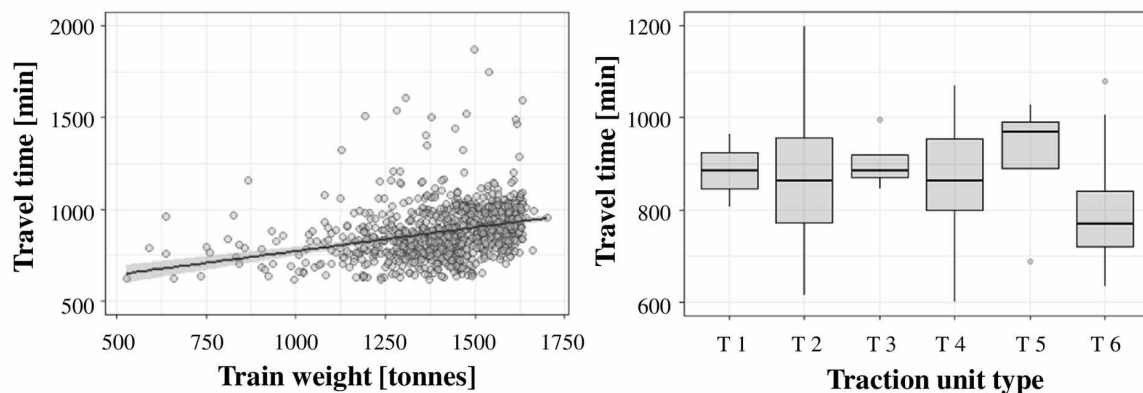 Travel time [min]
2000
1500
1000
500
500 750 1000 1250 1500 1750
Train weight [tonnes]
Travel time [min]
1200
1000
800
600
T 1 T 2 T 3 T 4 T 5 T 6
Traction unit type